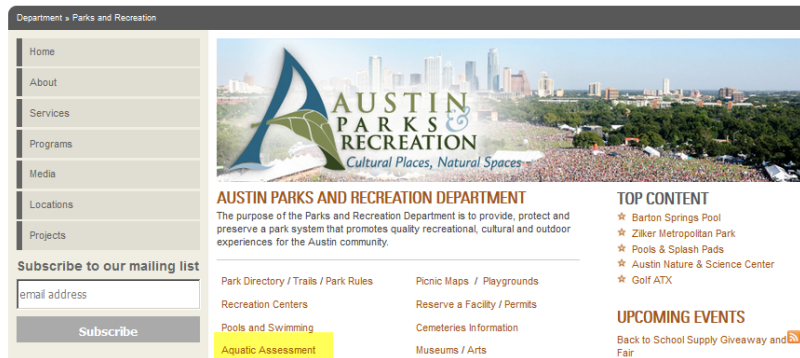 Department » Parks and Recreation
Home
About
Services
Programs
Media
Locations
Projects
Subscribe to our mailing list
email address
Subscribe
AUSTIN
PARKS &
RECREATION
Cultural Places, Natural Spaces
AUSTIN PARKS AND RECREATION DEPARTMENT
The purpose of the Parks and Recreation Department is to provide, protect and
preserve a park system that promotes quality recreational, cultural and outdoor
experiences for the Austin community.
Park Directory / Trails / Park Rules
Picnic Maps / Playgrounds
Recreation Centers
Reserve a Facility / Permits
Pools and Swimming
Cemeteries Information
Aquatic Assessment
Museums / Arts
TOP CONTENT
Barton Springs Pool
Zilker Metropolitan Park
Pools & Splash Pads
Austin Nature & Science Center
Golf ATX
UPCOMING EVENTS
Back to School Supply Giveaway and
Fair